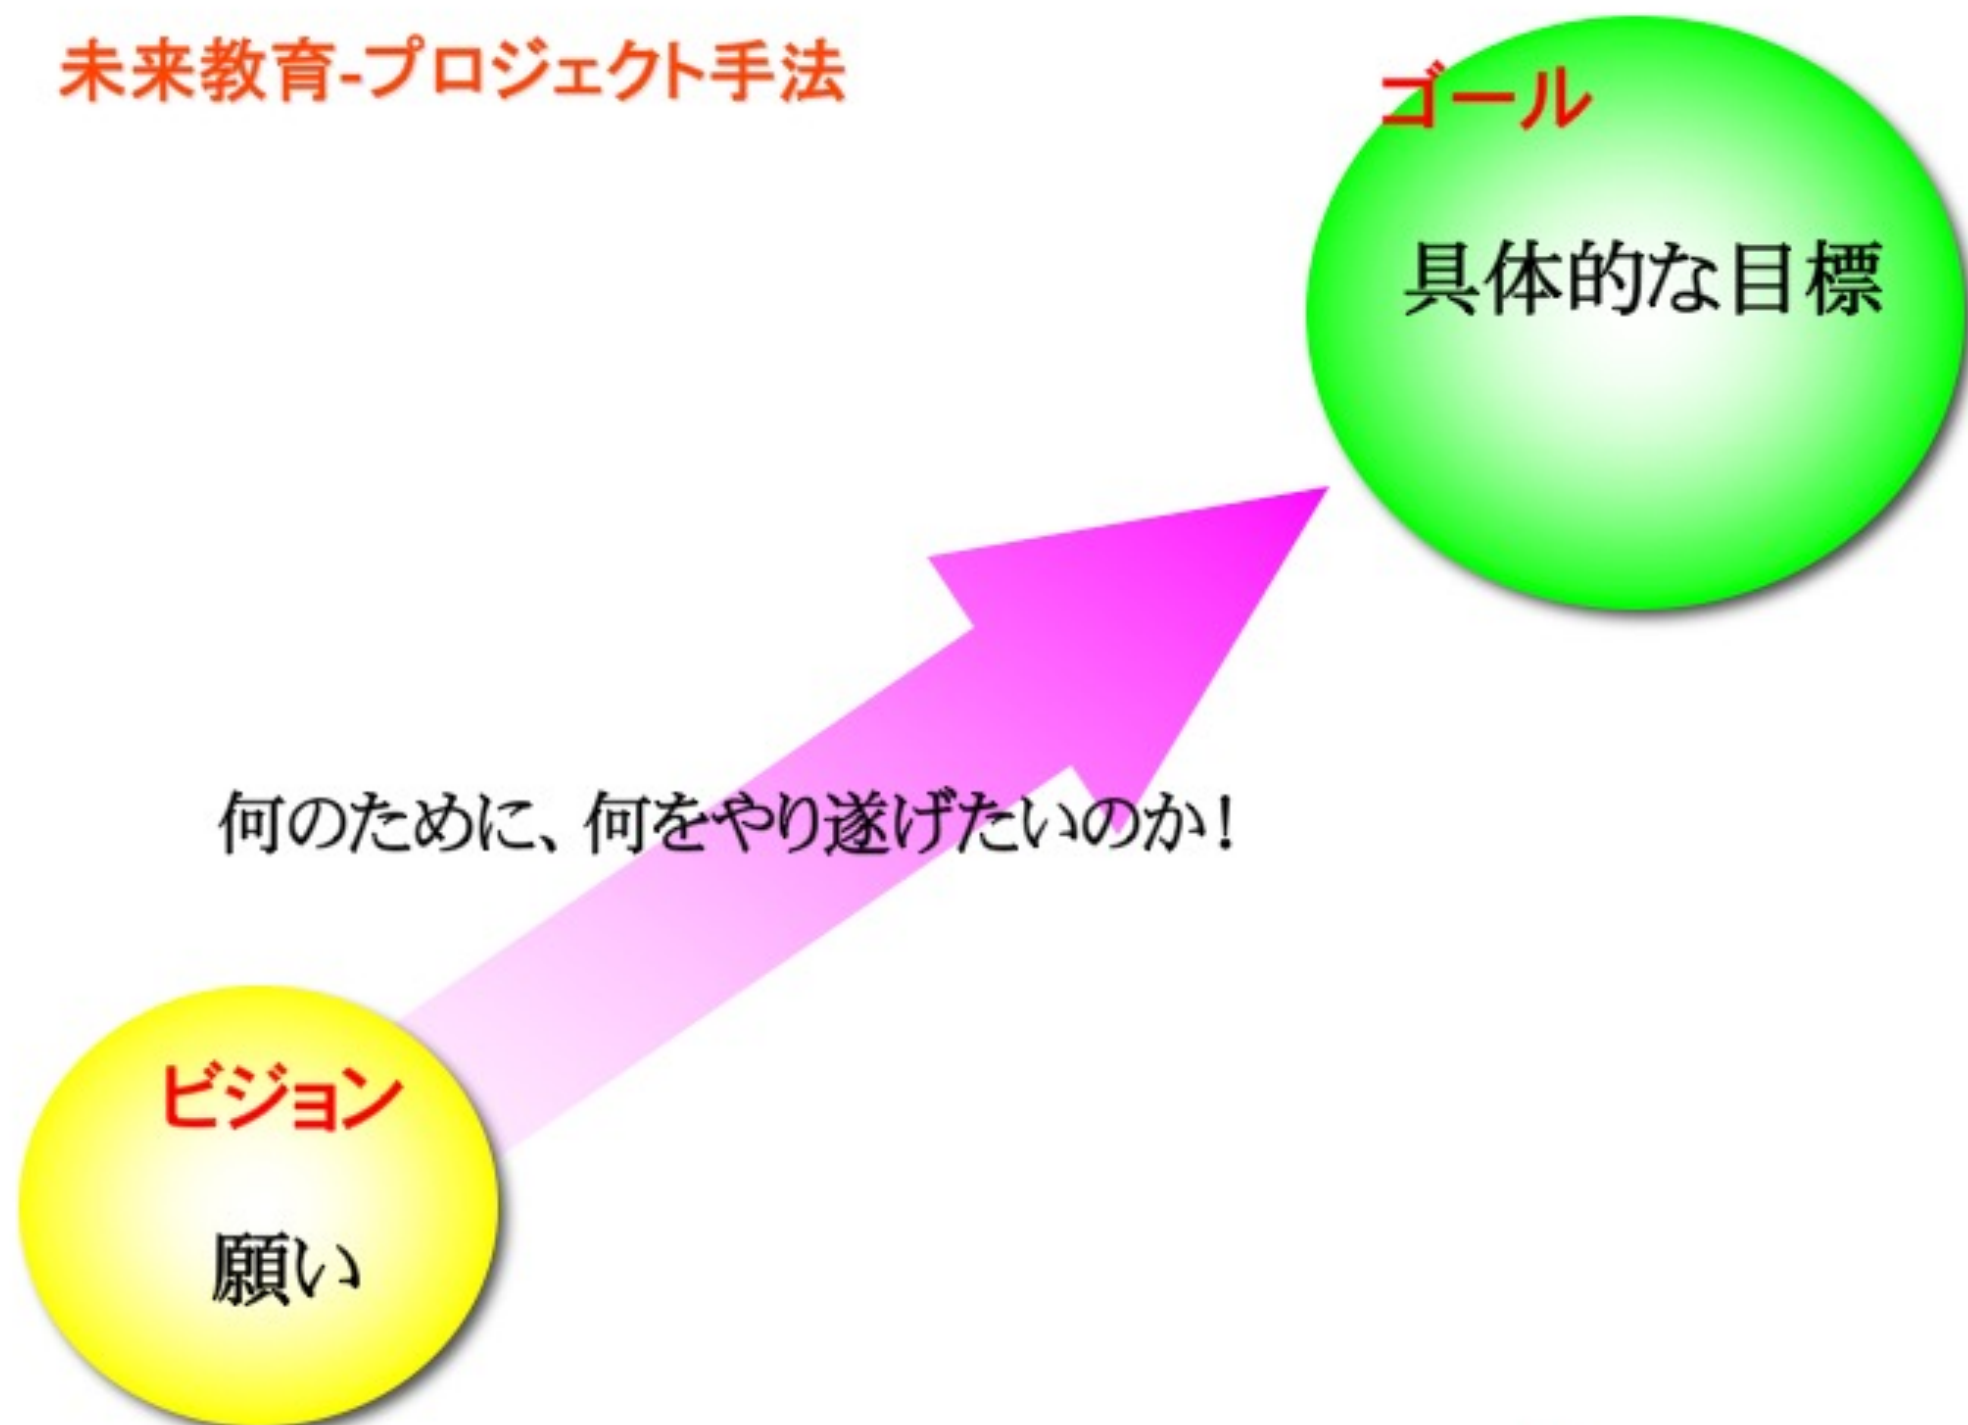 未来教育-プロジェクト手法
ゴール
具体的な目標
何のために、何をやり遂げたいのか!
ビジョン
願い